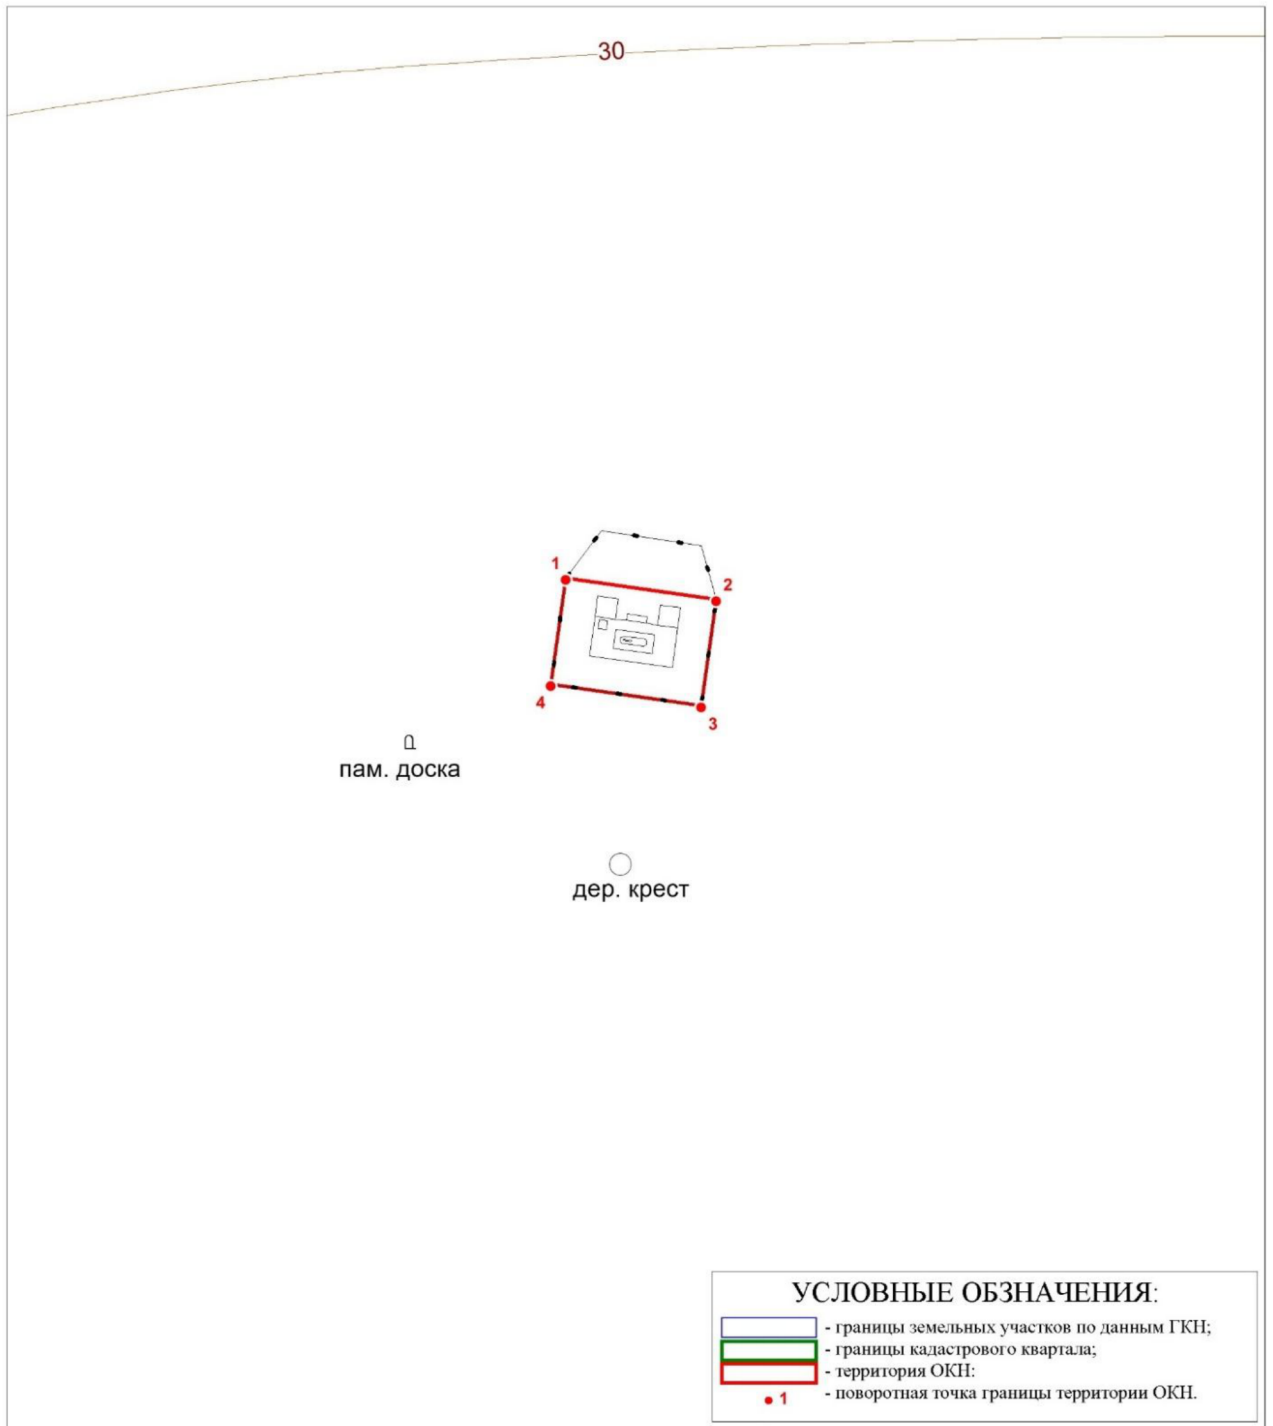 30
1
2
4
3
пам. доска
дер. крест
УСЛОВНЫЕ ОБЗНАЧЕНИЯ:
- границы земельных участков по данным ГКН;
- границы кадастрового квартала;
- территория ОКН:
1 - поворотная точка границы территории ОКН.